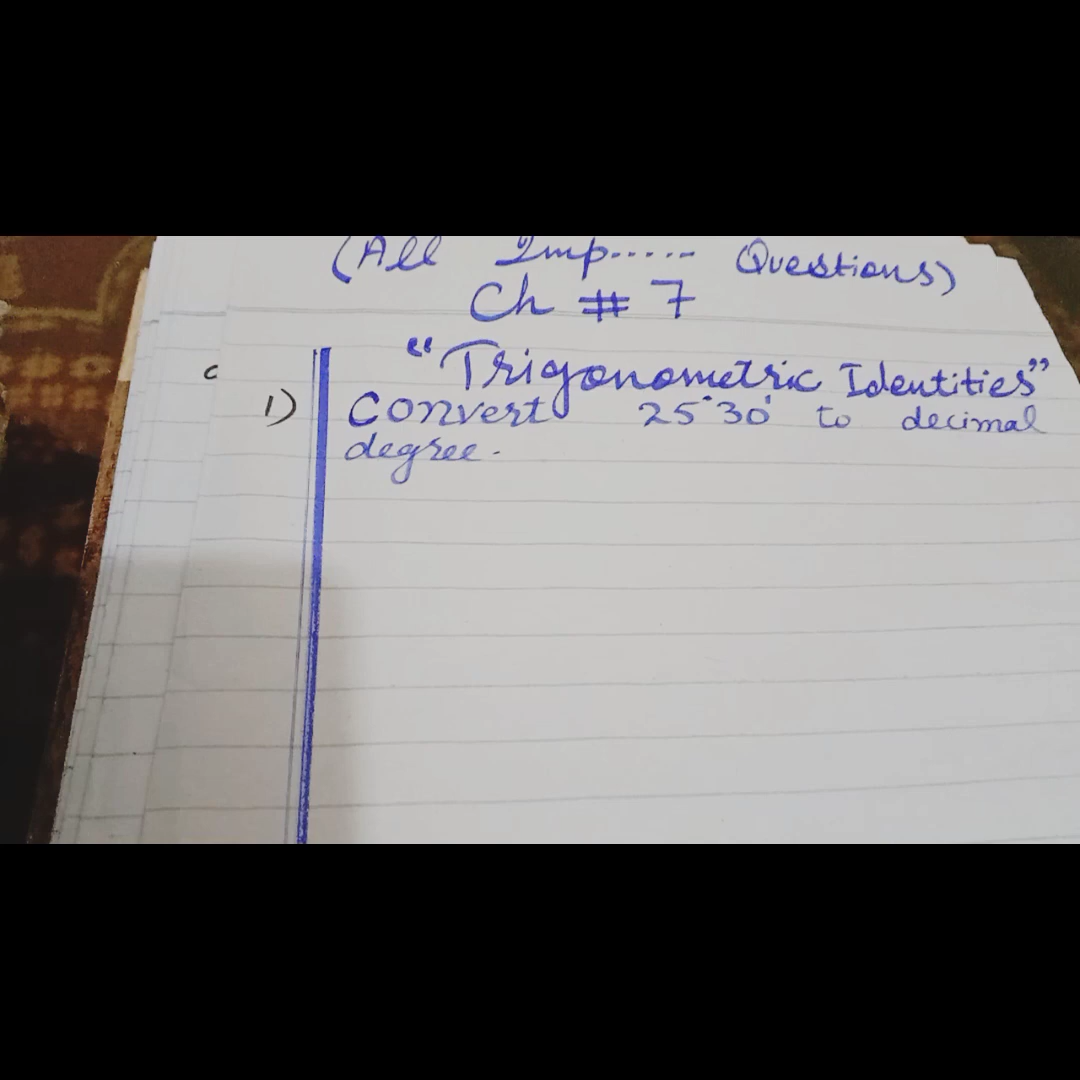 (All Imp..... Questions)
Ch # 7
"Trigonometric Identities"
c
1) Convert 25°30' to decimal
degree.